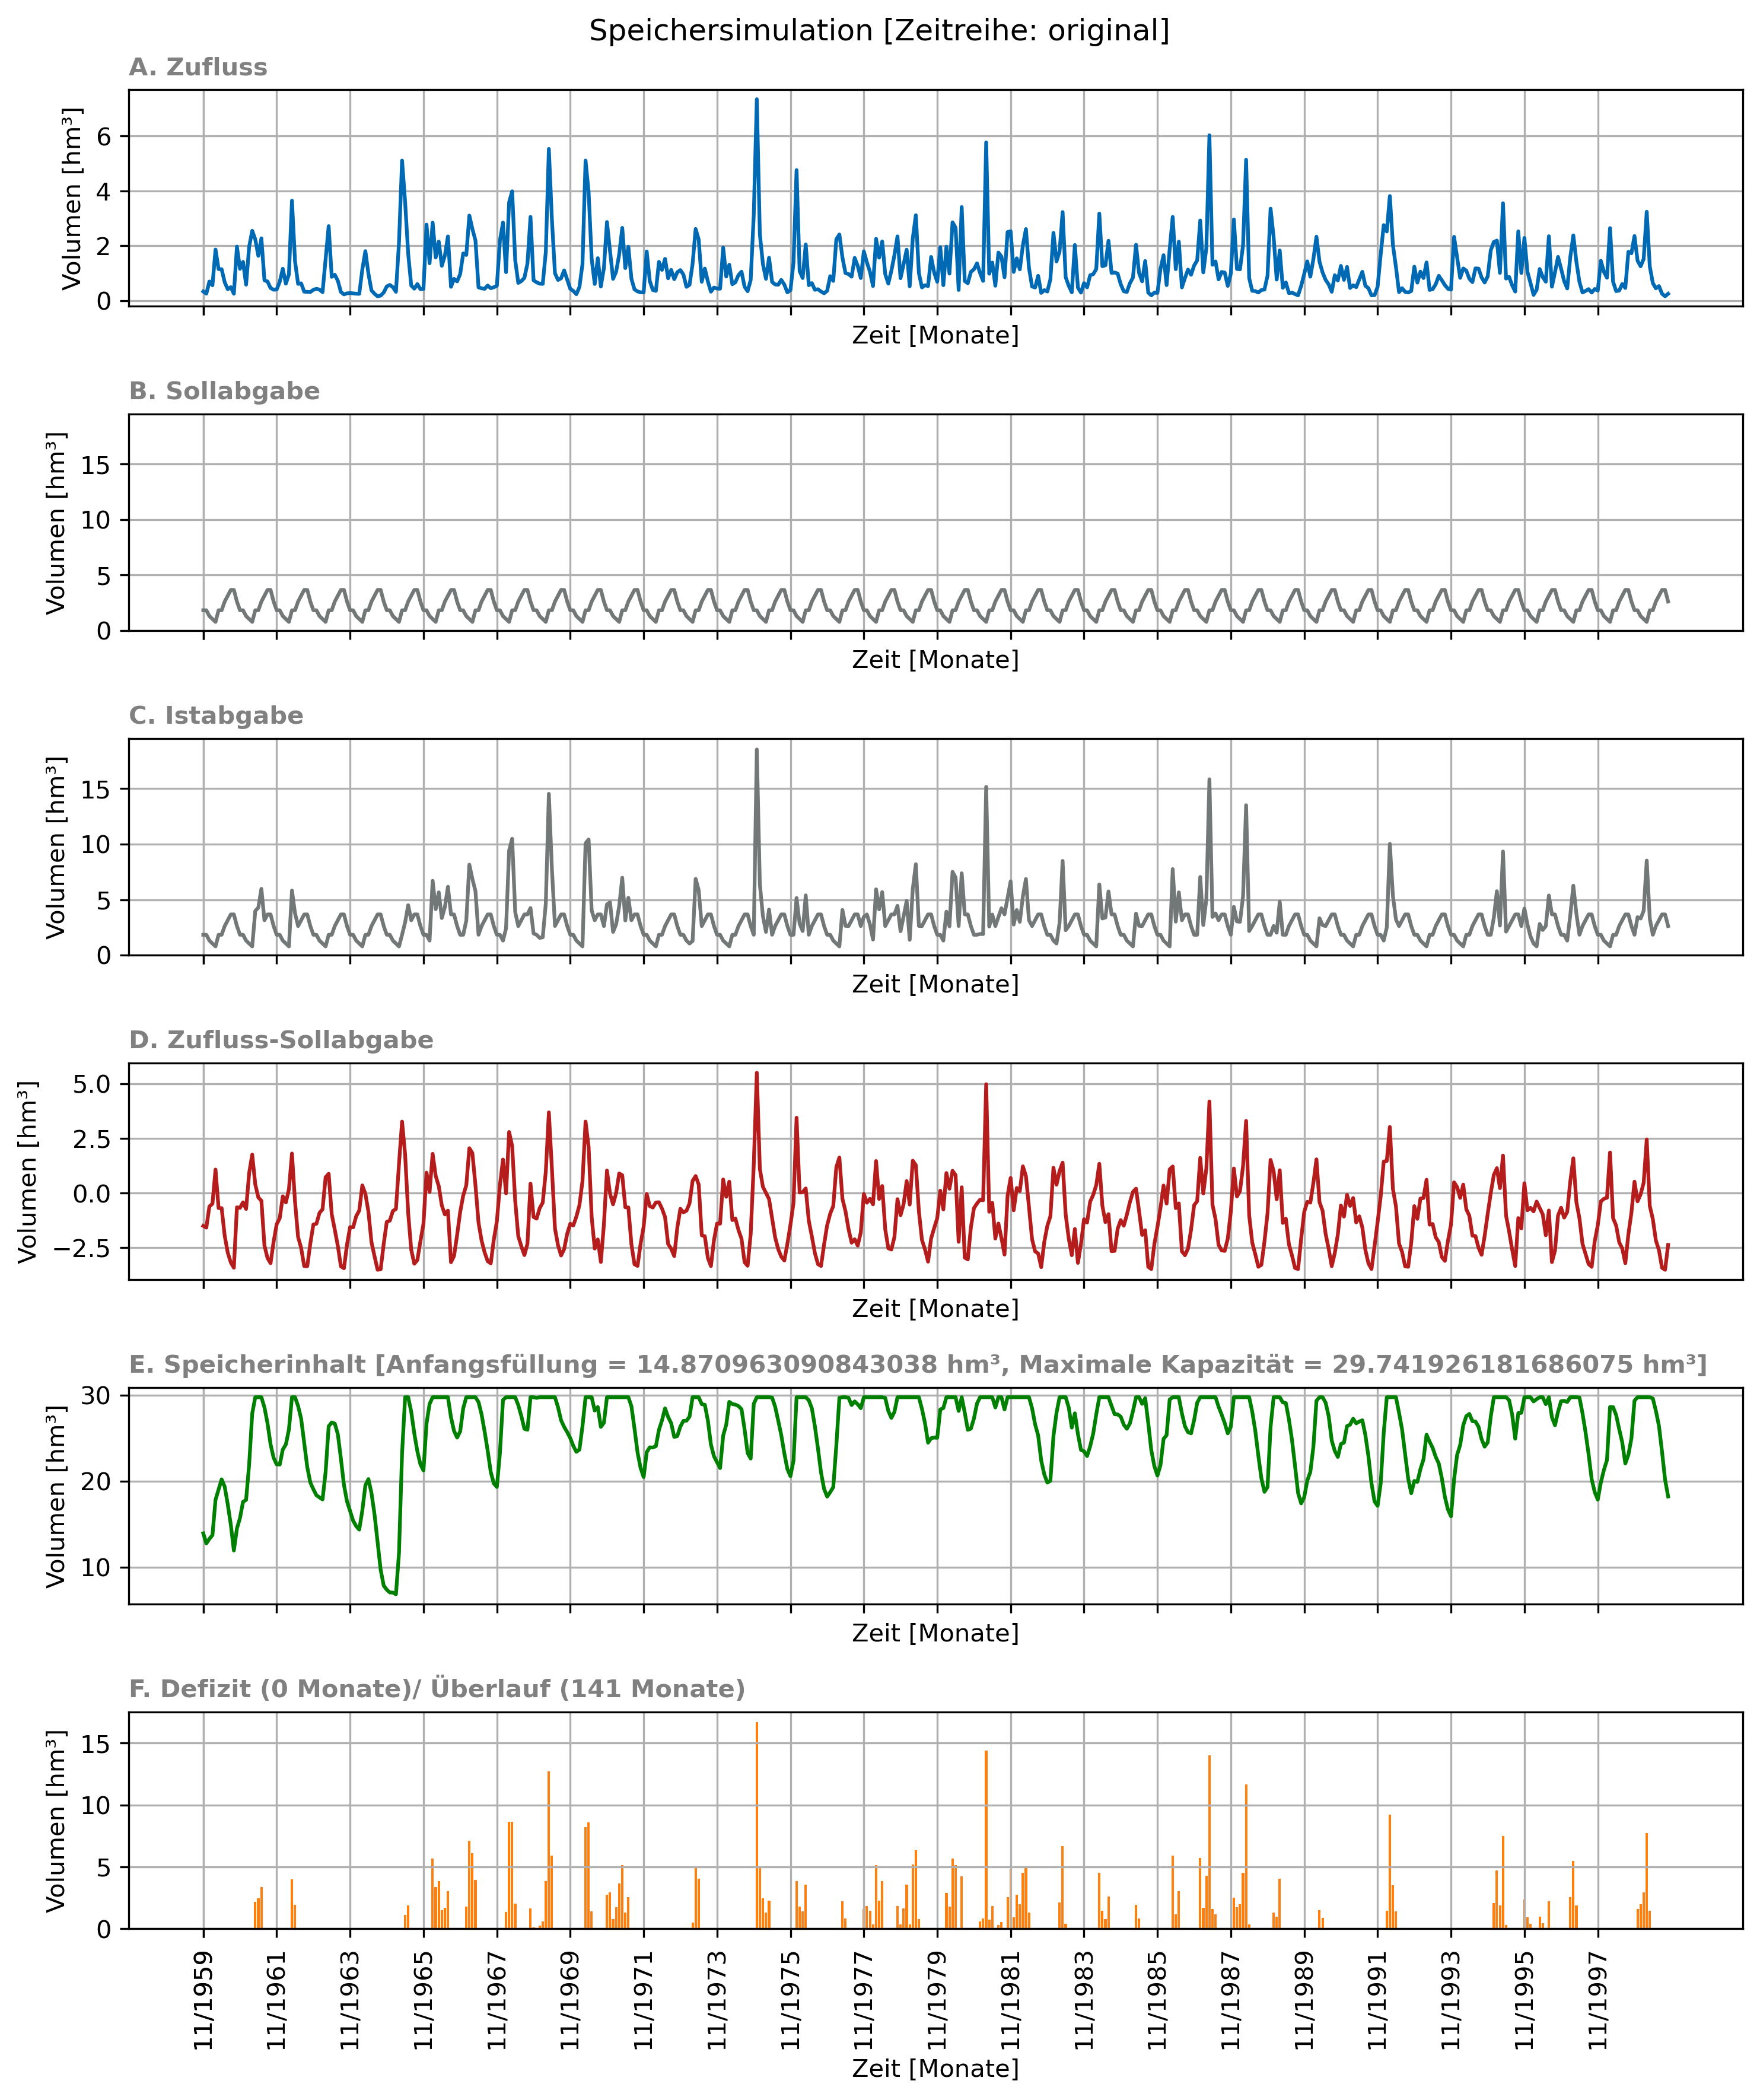 Speichersimulation [Zeitreihe: original]
A. Zufluss
Volumen [hm³]
6
4
2
0
Zeit [Monate]
B. Sollabgabe
Volumen [hm³]
15
10
5
0
Zeit [Monate]
C. Istabgabe
Volumen [hm³]
15
10
5
0
Zeit [Monate]
D. Zufluss-Sollabgabe
Volumen [hm³]
5.0
2.5
0.0
−2.5
Zeit [Monate]
E. Speicherinhalt [Anfangsfüllung = 14.870963090843038 hm³, Maximale Kapazität = 29.741926181686075 hm³]
Volumen [hm³]
30
20
10
Zeit [Monate]
F. Defizit (0 Monate)/ Überlauf (141 Monate)
Volumen [hm³]
15
10
5
0
11/1959
11/1961
11/1963
11/1965
11/1967
11/1969
11/1971
11/1973
11/1975
11/1977
11/1979
11/1981
11/1983
11/1985
11/1987
11/1989
11/1991
11/1993
11/1995
11/1997
Zeit [Monate]